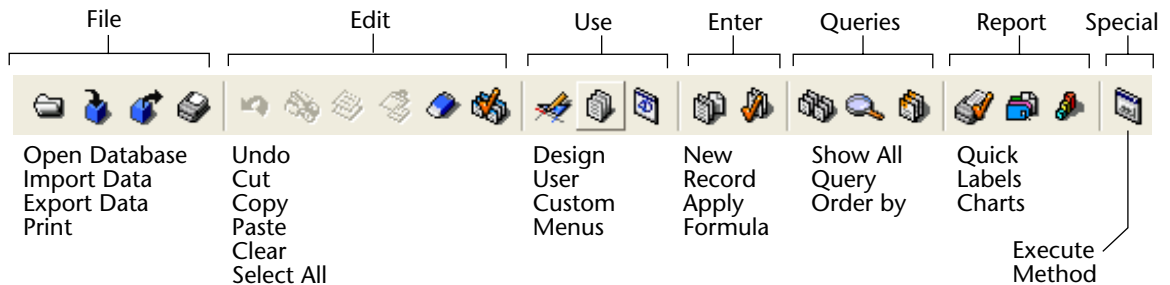 File
Edit
Use
Enter
Queries
Report
Special
Open Database
Import Data
Export Data
Print
Undo
Cut
Copy
Paste
Clear
Select All
Design
User
Custom
Menus
New
Record
Apply
Formula
Show All
Query
Order by
Quick
Labels
Charts
Execute
Method